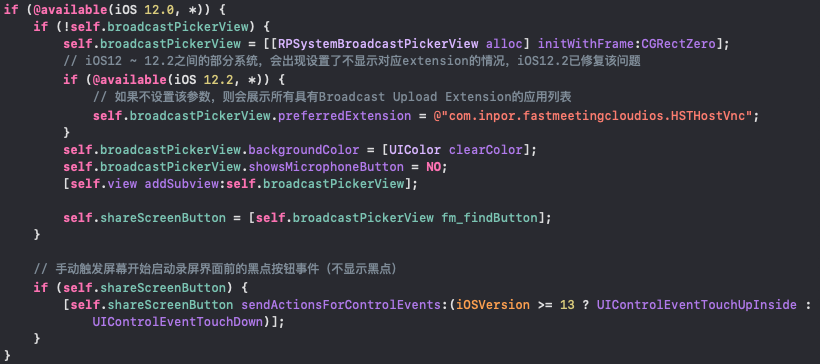 if (@available(iOS 12.0, *)) {
if (!self.broadcastPickerView) {
self.broadcastPickerView = [[RPSystemBroadcastPickerView alloc] initWithFrame:CGRectZero];
// iOS12 ~ 12.2之间的部分系统，会出现设置了不显示对应extension的情况，iOS12.2已修复该问题
if (@available(iOS 12.2, *)) {
// 如果不设置该参数，则会展示所有具有Broadcast Upload Extension的应用列表
self.broadcastPickerView.preferredExtension = @"com.inpor.fastmeetingcloudios.HSTHostVnc";
}
self.broadcastPickerView.backgroundColor = [UIColor clearColor];
self.broadcastPickerView.showsMicrophoneButton = NO;
[self.view addSubview:self.broadcastPickerView];
self.shareScreenButton = [self.broadcastPickerView fm_findButton];
}
// 手动触发屏幕开始启动录屏界面前的黑点按钮事件（不显示黑点）
if (self.shareScreenButton) {
[self.shareScreenButton sendActionsForControlEvents:(iOSVersion >= 13 ? UIControlEventTouchUpInside :
UIControlEventTouchDown)];
}
}